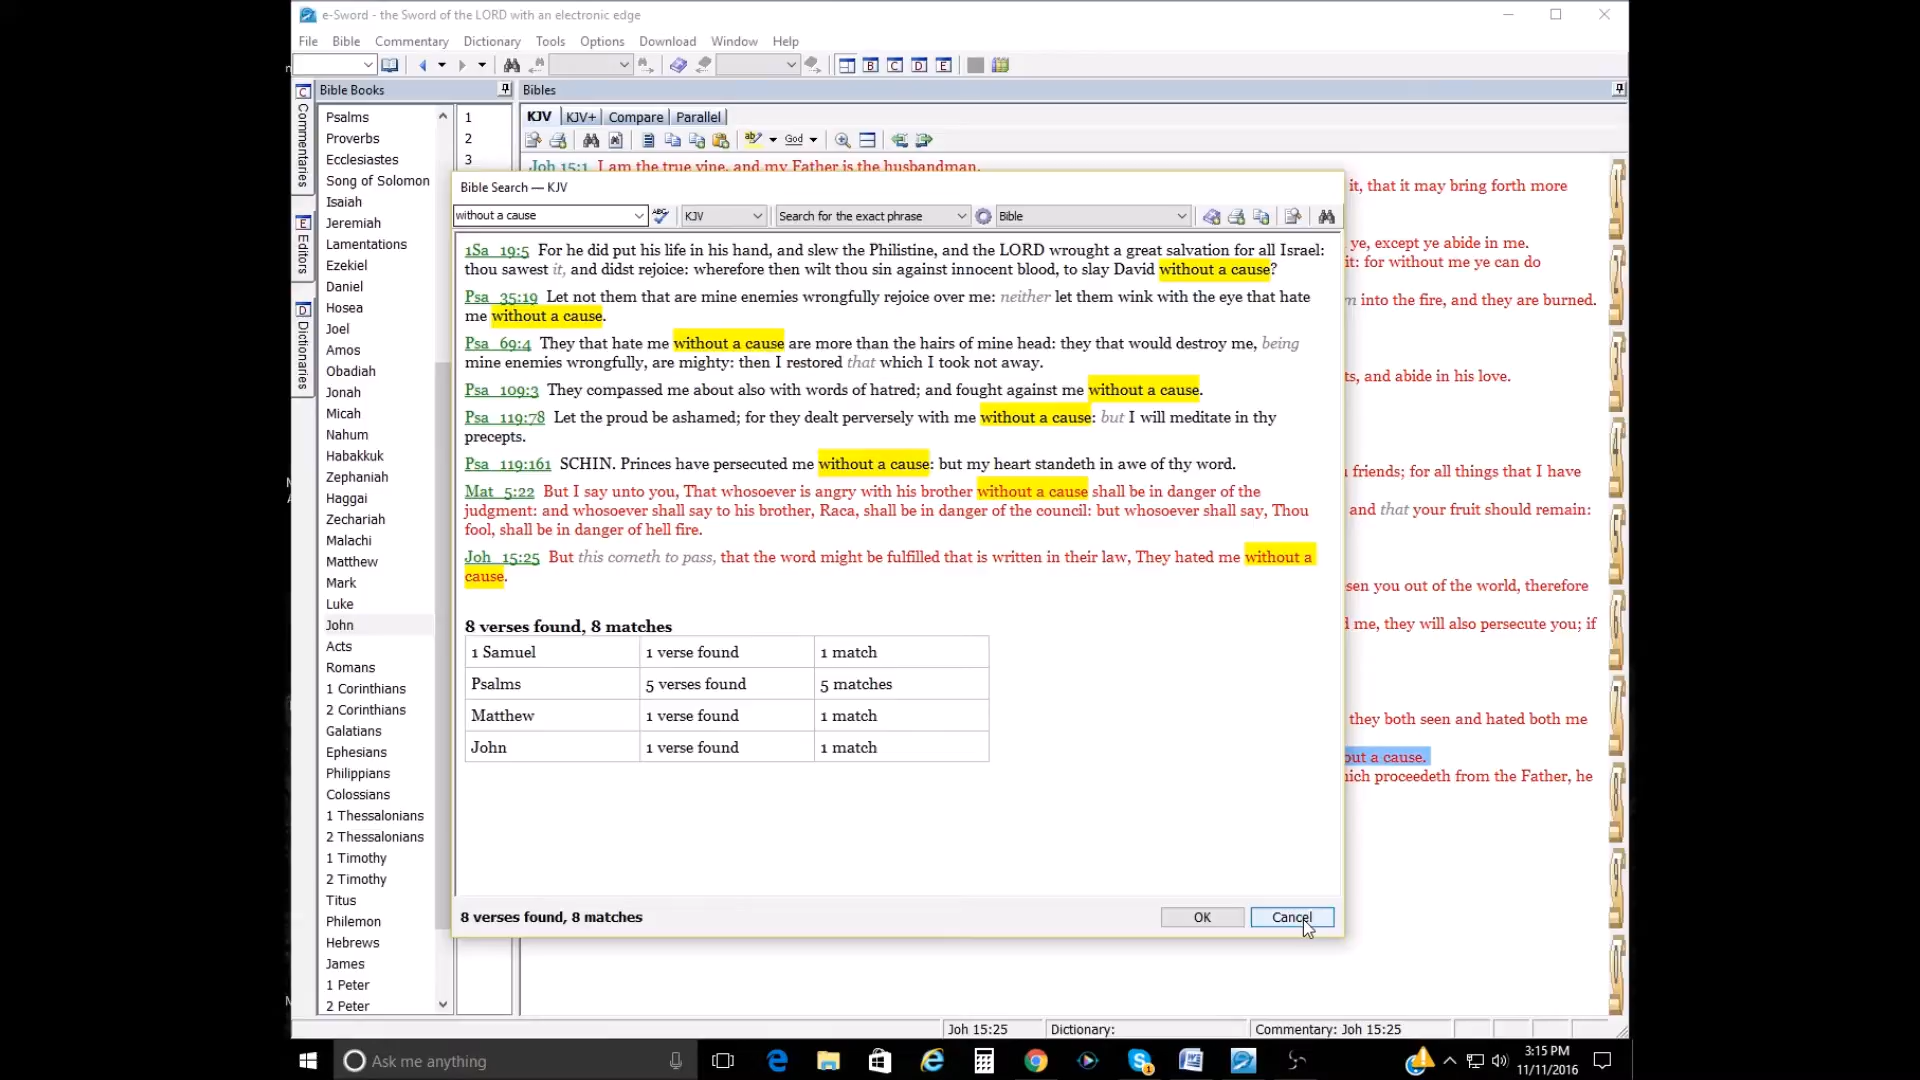 e-Sword - the Sword of the LORD with an electronic edge
File Bible Commentary Dictionary Tools Options Download Window Help
Bible Books
Bibles
Commentaries
Editors
Dictionaries
Psalms
Proverbs
Ecclesiastes
Song of Solomon
Isaiah
Jeremiah
Lamentations
Ezekiel
Daniel
Hosea
Joel
Amos
Obadiah
Jonah
Micah
Nahum
Habakkuk
Zephaniah
Haggai
Zechariah
Malachi
Matthew
Mark
Luke
John
Acts
Romans
1 Corinthians
2 Corinthians
Galatians
Ephesians
Philippians
Colossians
1 Thessalonians
2 Thessalonians
1 Timothy
2 Timothy
Titus
Philemon
Hebrews
James
1 Peter
2 Peter
1
2
3
KJV KJV+ Compare Parallel
God
Joh 15:1 I am the true vine, and my Father is the husbandman.
it, that it may bring forth more
ye, except ye abide in me.
it: for without me ye can do
into the fire, and they are burned.
ts, and abide in his love.
friends; for all things that I have
and that your fruit should remain:
sen you out of the world, therefore
d me, they will also persecute you; if
they both seen and hated both me
out a cause.
ich proceedeth from the Father, he
Bible Search — KJV
without a cause KJV Search for the exact phrase Bible
1Sa 19:5 For he did put his life in his hand, and slew the Philistine, and the LORD wrought a great salvation for all Israel:
thou sawest it, and didst rejoice: wherefore then wilt thou sin against innocent blood, to slay David without a cause?
Psa 35:19 Let not them that are mine enemies wrongfully rejoice over me: neither let them wink with the eye that hate
me without a cause.
Psa 69:4 They that hate me without a cause are more than the hairs of mine head: they that would destroy me, being
mine enemies wrongfully, are mighty: then I restored that which I took not away.
Psa 109:3 They compassed me about also with words of hatred; and fought against me without a cause.
Psa 119:78 Let the proud be ashamed; for they dealt perversely with me without a cause: but I will meditate in thy
precepts.
Psa 119:161 SCHIN. Princes have persecuted me without a cause: but my heart standeth in awe of thy word.
Mat 5:22 But I say unto you, That whosoever is angry with his brother without a cause shall be in danger of the
judgment: and whosoever shall say to his brother, Raca, shall be in danger of the council: but whosoever shall say, Thou
fool, shall be in danger of hell fire.
Joh 15:25 But this cometh to pass, that the word might be fulfilled that is written in their law, They hated me without a
cause.
8 verses found, 8 matches
1 Samuel 1 verse found 1 match
Psalms 5 verses found 5 matches
Matthew 1 verse found 1 match
John 1 verse found 1 match
8 verses found, 8 matches
OK Cancel
Joh 15:25 Dictionary: Commentary: Joh 15:25
Ask me anything
3:15 PM
11/11/2016